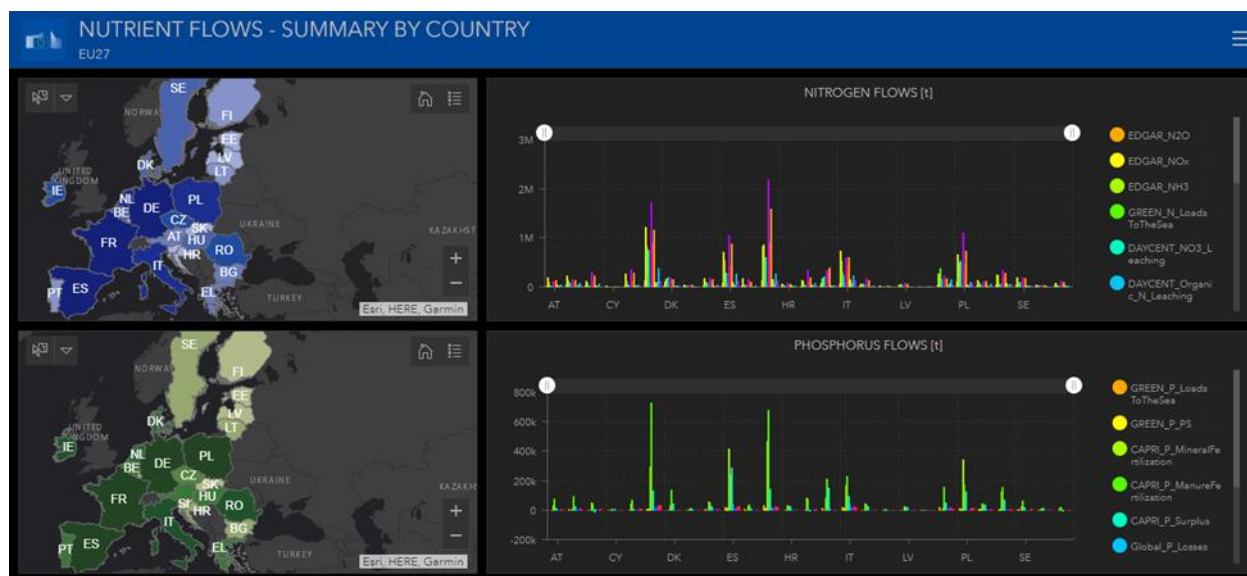 NUTRIENT FLOWS - SUMMARY BY COUNTRY
EU27
SE
NORWA
FI
EE
LV
LT
DK
UNITED
KINGDOM
IE
NL
BE
DE
PL
CZ
SK
UKRAINE
KAZAKHST
FR
AT
HU
HR
RO
IT
BG
PT
ES
EL
TURKEY
+
−
Esri, HERE, Garmin
NITROGEN FLOWS [t]
3M
2M
1M
0
AT
CY
DK
ES
HR
IT
LV
PL
SE
EDGAR_N2O
EDGAR_NOx
EDGAR_NH3
GREEN_N_Loads
ToTheSea
DAYCENT_NO3_L
eaching
DAYCENT_Organi
c_N_Leaching
SE
NORWA
FI
EE
LV
LT
DK
UNITED
KINGDOM
IE
NL
BE
DE
PL
CZ
SK
UKRAINE
KAZAKH
FR
HU
SI
HR
RO
IT
BG
PT
ES
EL
TURKEY
+
−
Esri, HERE, Garmin
PHOSPHORUS FLOWS [t]
800k
600k
400k
200k
0
-200k
AT
CY
DK
ES
HR
IT
LV
PL
SE
GREEN_P_Loads
ToTheSea
GREEN_P_PS
CAPRI_P_MineralFe
rtilization
CAPRI_P_ManureFe
rtilization
CAPRI_P_Surplus
Global_P_Losses